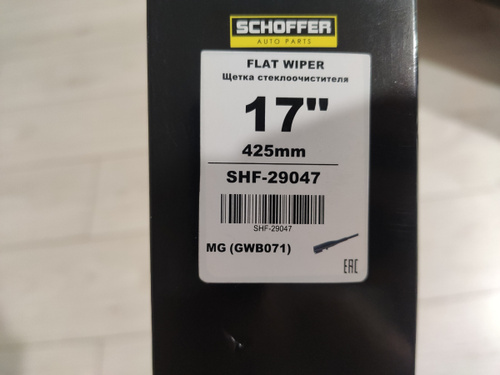 SCHOFFER
AUTO PARTS
FLAT WIPER
Щетка стеклоочистителя
17"
425mm
SHF-29047
SHF-29047
MG (GWB071)
EAC